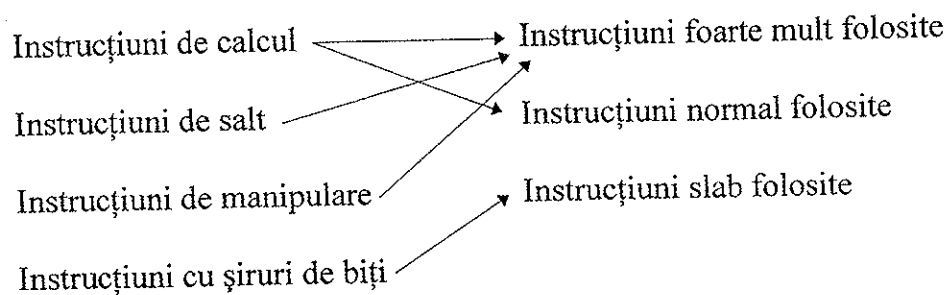 Instrucțiuni de calcul
Instrucțiuni foarte mult folosite
Instrucțiuni de salt
Instrucțiuni normal folosite
Instrucțiuni de manipulare
Instrucțiuni slab folosite
Instrucțiuni cu șiruri de biți